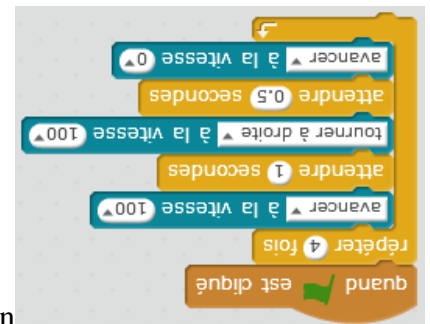 quand est cliqué
répéter 4 fois
avancer à la vitesse 100
attendre 1 secondes
tourner à droite à la vitesse 100
attendre 0.5 secondes
avancer à la vitesse 0
n